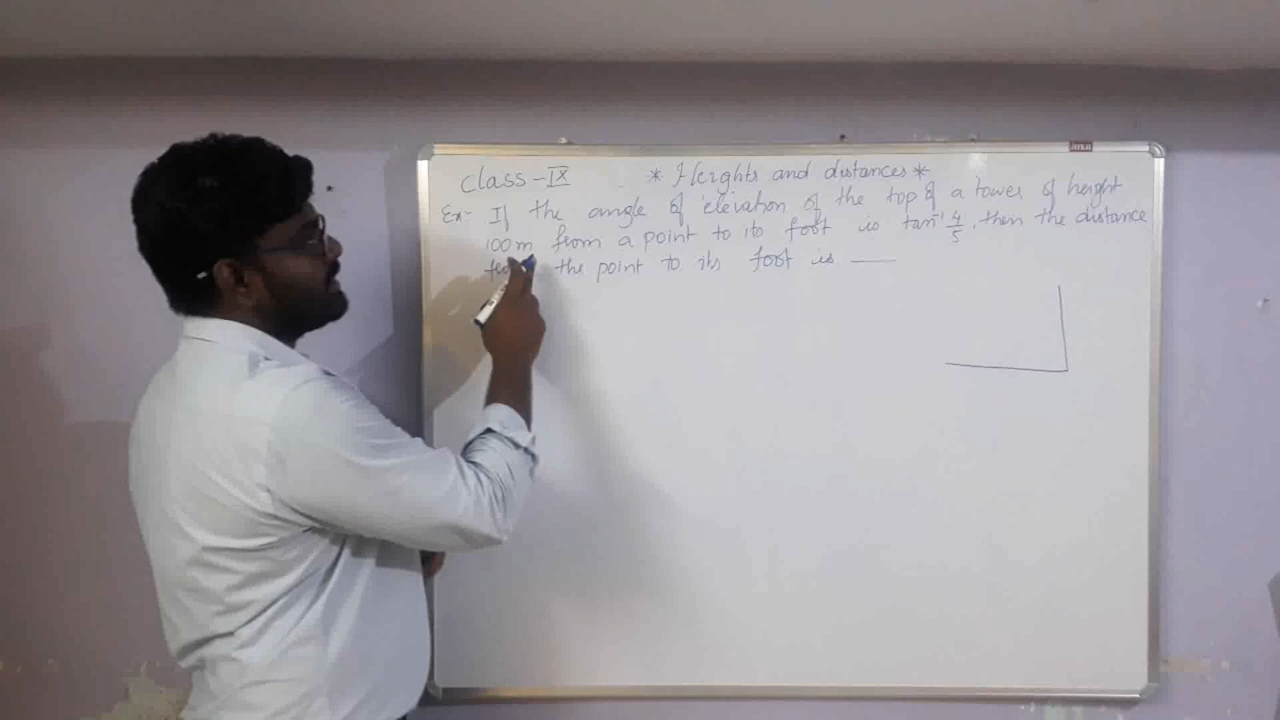 Class-IX * Heights and distances *
Ex:- If the angle of elevation of the top of a tower of height
100m from a point to its foot is tan⁻¹ 4/5, then the distance
from the point to its foot is ___